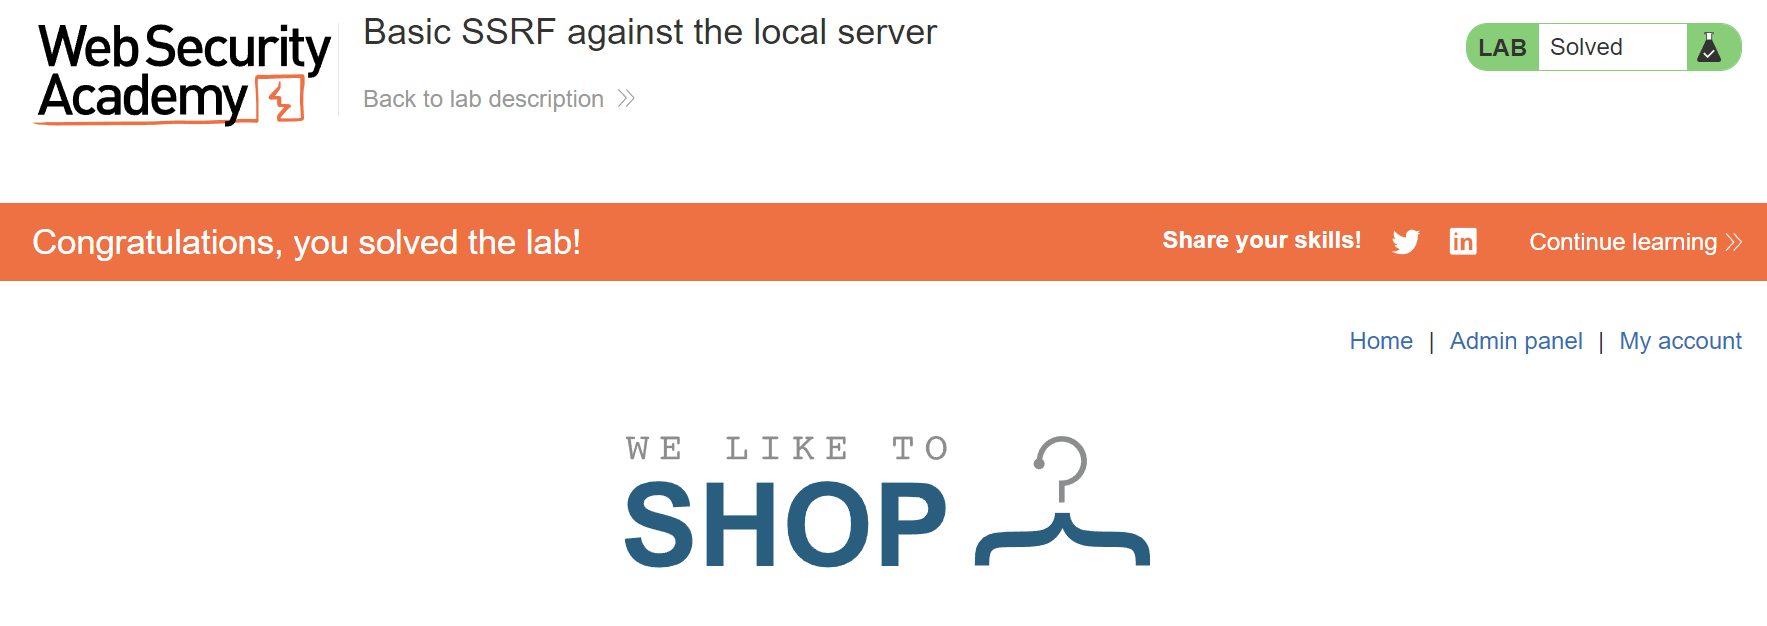 Web Security
Academy
Basic SSRF against the local server
Back to lab description
LAB Solved
Congratulations, you solved the lab!
Share your skills!
in
Continue learning
Home | Admin panel | My account
WE LIKE TO
SHOP